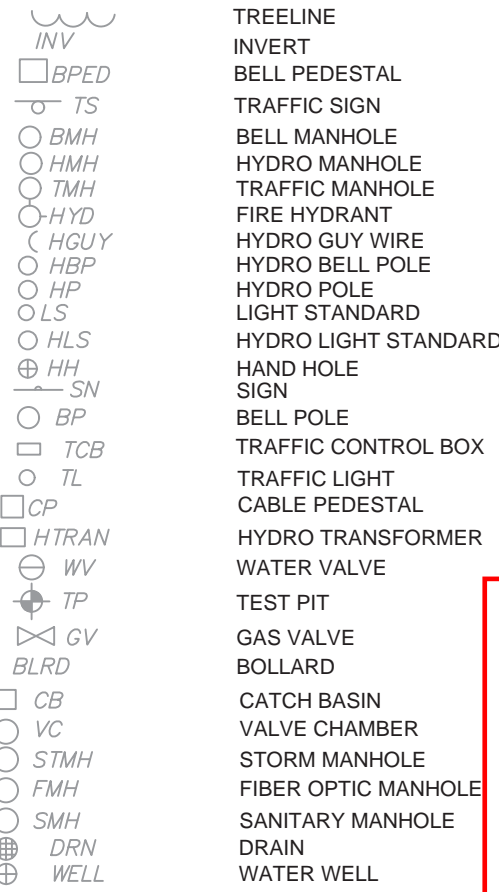 TREELINE
INV INVERT
BPED BELL PEDESTAL
TS TRAFFIC SIGN
BMH BELL MANHOLE
HMH HYDRO MANHOLE
TMH TRAFFIC MANHOLE
HYD FIRE HYDRANT
HGUY HYDRO GUY WIRE
HBP HYDRO BELL POLE
HP HYDRO POLE
LS LIGHT STANDARD
HLS HYDRO LIGHT STANDARD
HH HAND HOLE
SN SIGN
BP BELL POLE
TCB TRAFFIC CONTROL BOX
TL TRAFFIC LIGHT
CP CABLE PEDESTAL
HTRAN HYDRO TRANSFORMER
WV WATER VALVE
TP TEST PIT
GV GAS VALVE
BLRD BOLLARD
CB CATCH BASIN
VC VALVE CHAMBER
STMH STORM MANHOLE
FMH FIBER OPTIC MANHOLE
SMH SANITARY MANHOLE
DRN DRAIN
WELL WATER WELL